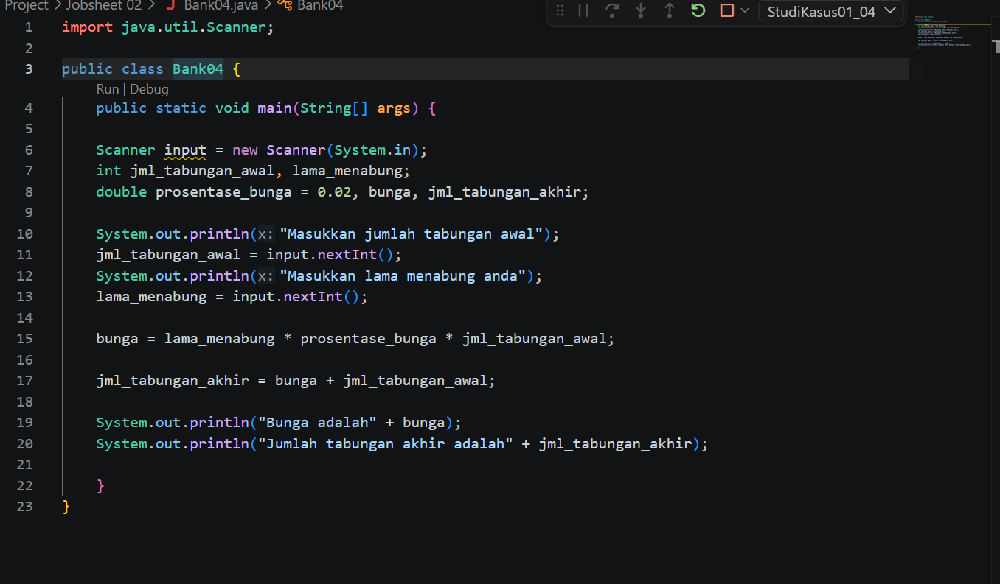 Project > Jobsheet 02 > J Bank04.java > Bank04
StudiKasus01_04
1 import java.util.Scanner;
2
3 public class Bank04 {
Run | Debug
4 public static void main(String[] args) {
5
6 Scanner input = new Scanner(System.in);
7 int jml_tabungan_awal, lama_menabung;
8 double prosentase_bunga = 0.02, bunga, jml_tabungan_akhir;
9
10 System.out.println(x: "Masukkan jumlah tabungan awal");
11 jml_tabungan_awal = input.nextInt();
12 System.out.println(x: "Masukkan lama menabung anda");
13 lama_menabung = input.nextInt();
14
15 bunga = lama_menabung * prosentase_bunga * jml_tabungan_awal;
16
17 jml_tabungan_akhir = bunga + jml_tabungan_awal;
18
19 System.out.println("Bunga adalah" + bunga);
20 System.out.println("Jumlah tabungan akhir adalah" + jml_tabungan_akhir);
21
22 }
23 }